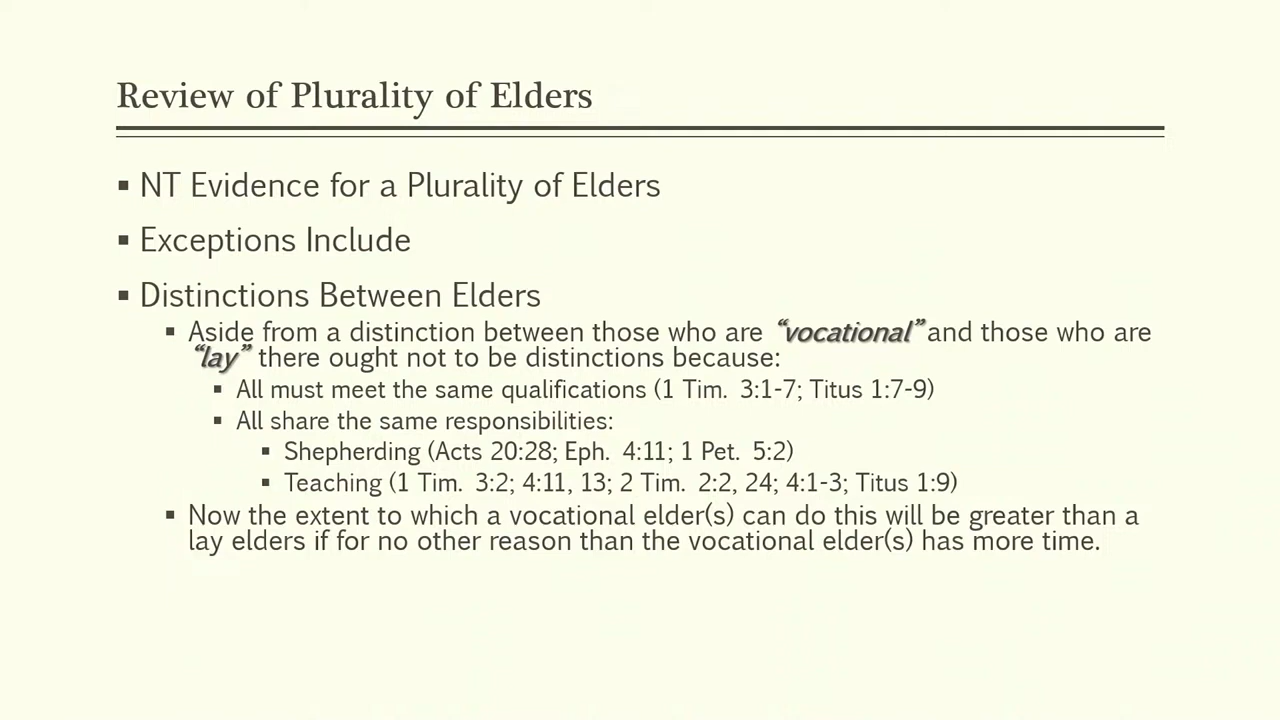 Review of Plurality of Elders
▪ NT Evidence for a Plurality of Elders
▪ Exceptions Include
▪ Distinctions Between Elders
▪ Aside from a distinction between those who are “vocational” and those who are
“lay” there ought not to be distinctions because:
▪ All must meet the same qualifications (1 Tim. 3:1-7; Titus 1:7-9)
▪ All share the same responsibilities:
▪ Shepherding (Acts 20:28; Eph. 4:11; 1 Pet. 5:2)
▪ Teaching (1 Tim. 3:2; 4:11, 13; 2 Tim. 2:2, 24; 4:1-3; Titus 1:9)
▪ Now the extent to which a vocational elder(s) can do this will be greater than a
lay elders if for no other reason than the vocational elder(s) has more time.